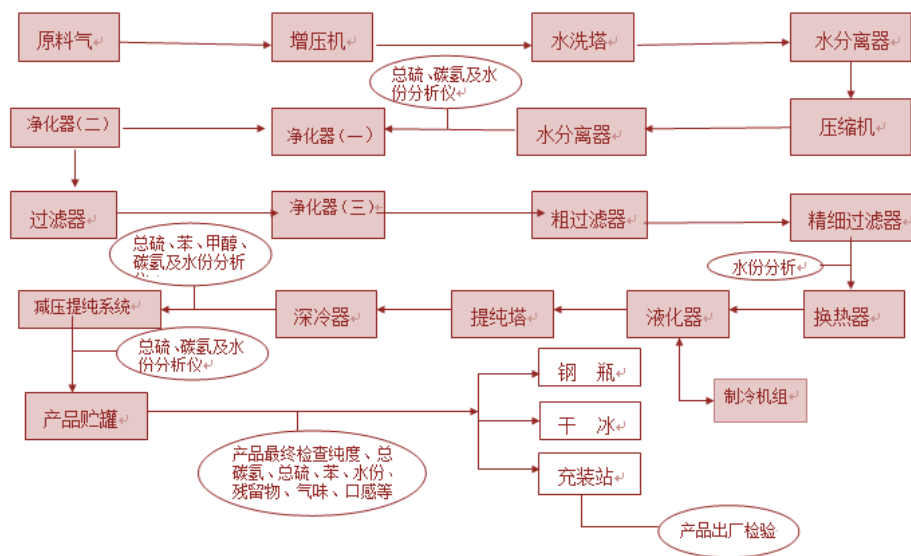 原料气
增压机
水洗塔
水分离器
总硫、碳氢及水
份分析仪
净化器(二)
净化器(一)
水分离器
压缩机
过滤器
净化器(三)
粗过滤器
精细过滤器
总硫、苯、甲醇、
碳氢及水份分析
水份分析
减压提纯系统
深冷器
提纯塔
液化器
换热器
总硫、碳氢及水
份分析仪
钢 瓶
制冷机组
产品贮罐
干 冰
产品最终检查纯度、总
碳氢、总硫、苯、水份、
残留物、气味、口感等
充装站
产品出厂检验